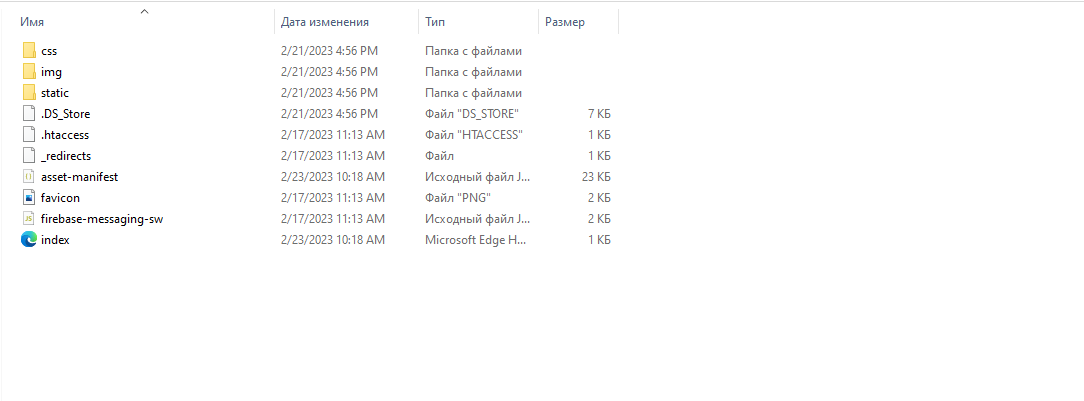 Имя Дата изменения Тип Размер
css 2/21/2023 4:56 PM Папка с файлами
img 2/21/2023 4:56 PM Папка с файлами
static 2/21/2023 4:56 PM Папка с файлами
.DS_Store 2/21/2023 4:56 PM Файл "DS_STORE" 7 КБ
.htaccess 2/17/2023 11:13 AM Файл "HTACCESS" 1 КБ
_redirects 2/17/2023 11:13 AM Файл 1 КБ
asset-manifest 2/23/2023 10:18 AM Исходный файл J... 23 КБ
favicon 2/17/2023 11:13 AM Файл "PNG" 2 КБ
JS firebase-messaging-sw 2/17/2023 11:13 AM Исходный файл J... 2 КБ
index 2/23/2023 10:18 AM Microsoft Edge H... 1 КБ